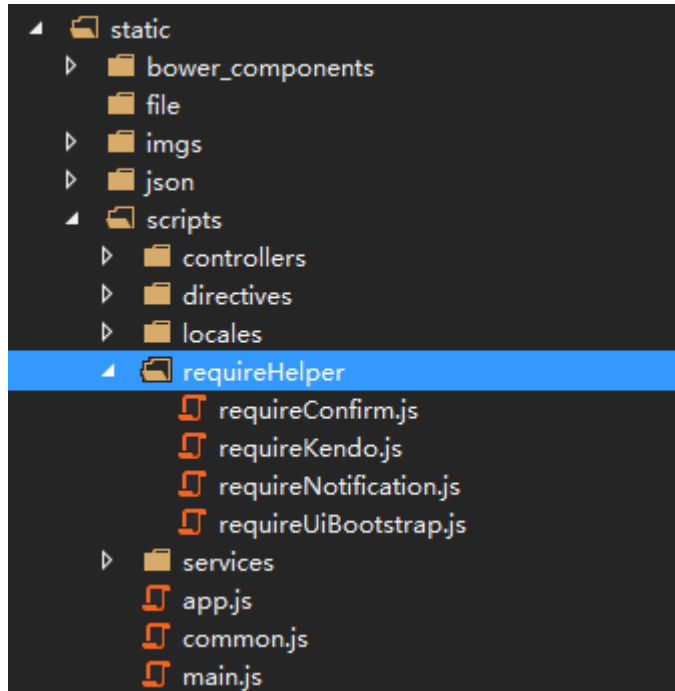 static
bower_components
file
imgs
json
scripts
controllers
directives
locales
requireHelper
requireConfirm.js
requireKendo.js
requireNotification.js
requireUiBootstrap.js
services
app.js
common.js
main.js